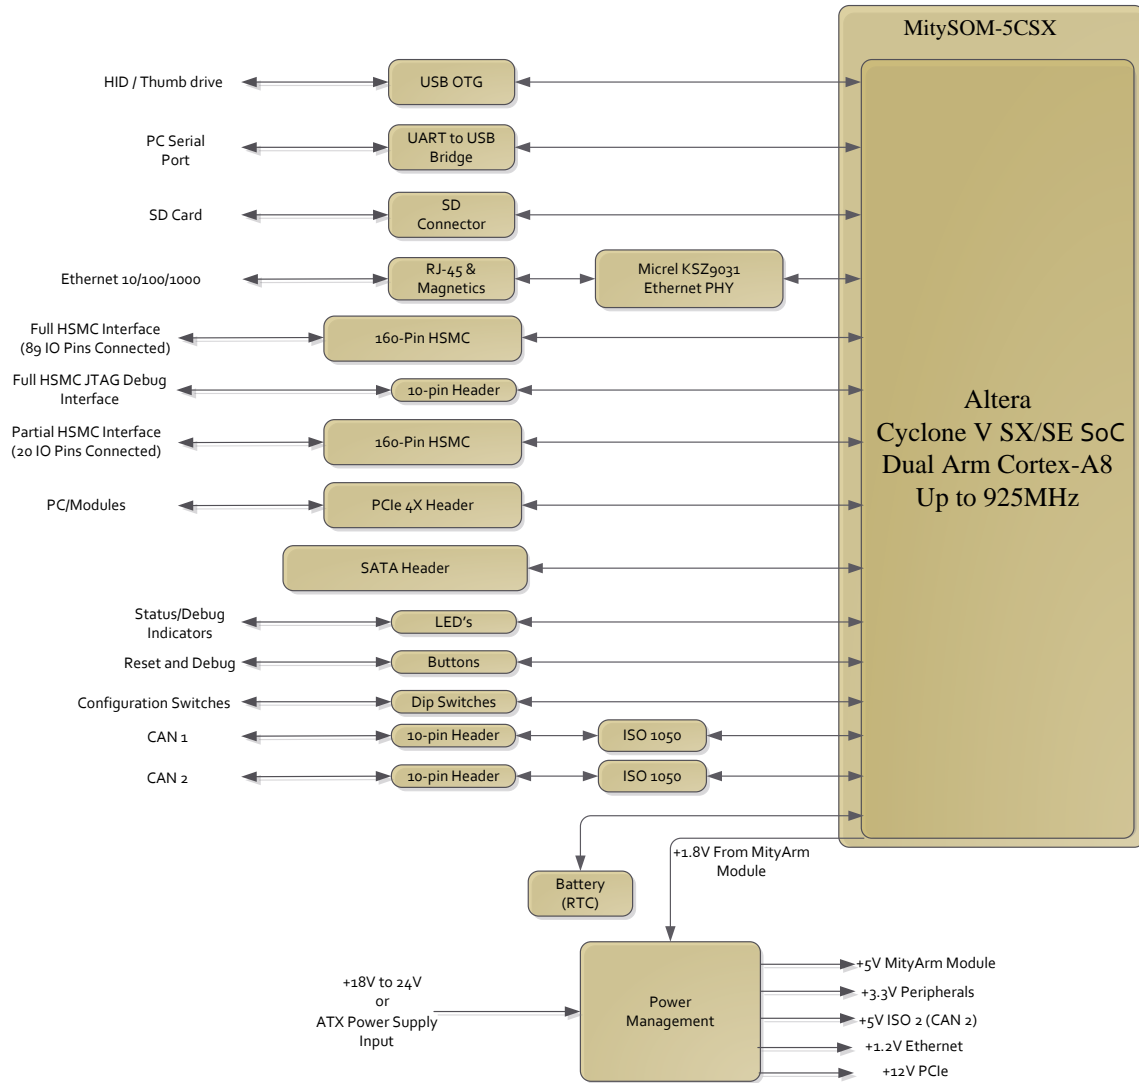 MitySOM-5CSX
HID / Thumb drive
USB OTG
PC Serial
Port
UART to USB
Bridge
SD Card
SD
Connector
Ethernet 10/100/1000
RJ-45 &
Magnetics
Micrel KSZ9031
Ethernet PHY
Full HSMC Interface
(89 IO Pins Connected)
160-Pin HSMC
Full HSMC JTAG Debug
Interface
10-pin Header
Partial HSMC Interface
(20 IO Pins Connected)
160-Pin HSMC
Altera
Cyclone V SX/SE SoC
Dual Arm Cortex-A8
Up to 925MHz
PC/Modules
PCIe 4X Header
SATA Header
Status/Debug
Indicators
LED's
Reset and Debug
Buttons
Configuration Switches
Dip Switches
CAN 1
10-pin Header
ISO 1050
CAN 2
10-pin Header
ISO 1050
+1.8V From MityArm
Module
Battery
(RTC)
+18V to 24V
or
ATX Power Supply
Input
Power
Management
+5V MityArm Module
+3.3V Peripherals
+5V ISO 2 (CAN 2)
+1.2V Ethernet
+12V PCIe